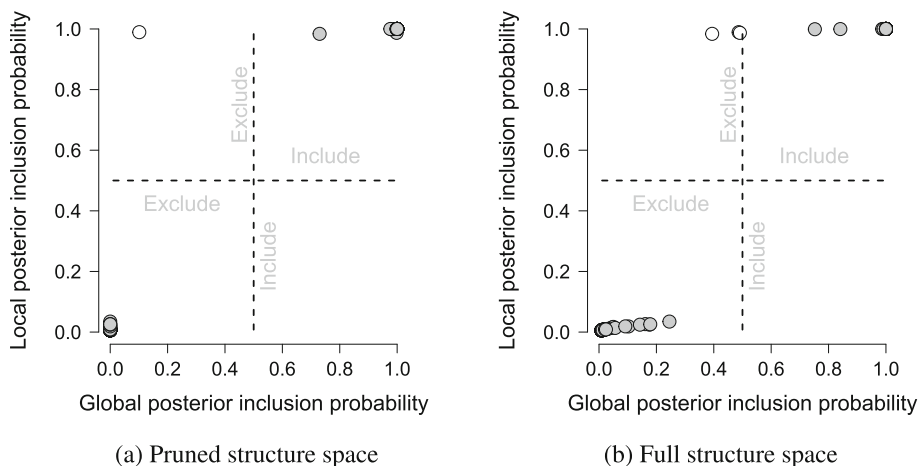 Local posterior inclusion probability
1.0
0.8
0.6
0.4
0.2
0.0
Exclude
Include
Exclude
Include
0.0 0.2 0.4 0.6 0.8 1.0
Global posterior inclusion probability
(a) Pruned structure space
Local posterior inclusion probability
1.0
0.8
0.6
0.4
0.2
0.0
Exclude
Include
Exclude
Include
0.0 0.2 0.4 0.6 0.8 1.0
Global posterior inclusion probability
(b) Full structure space